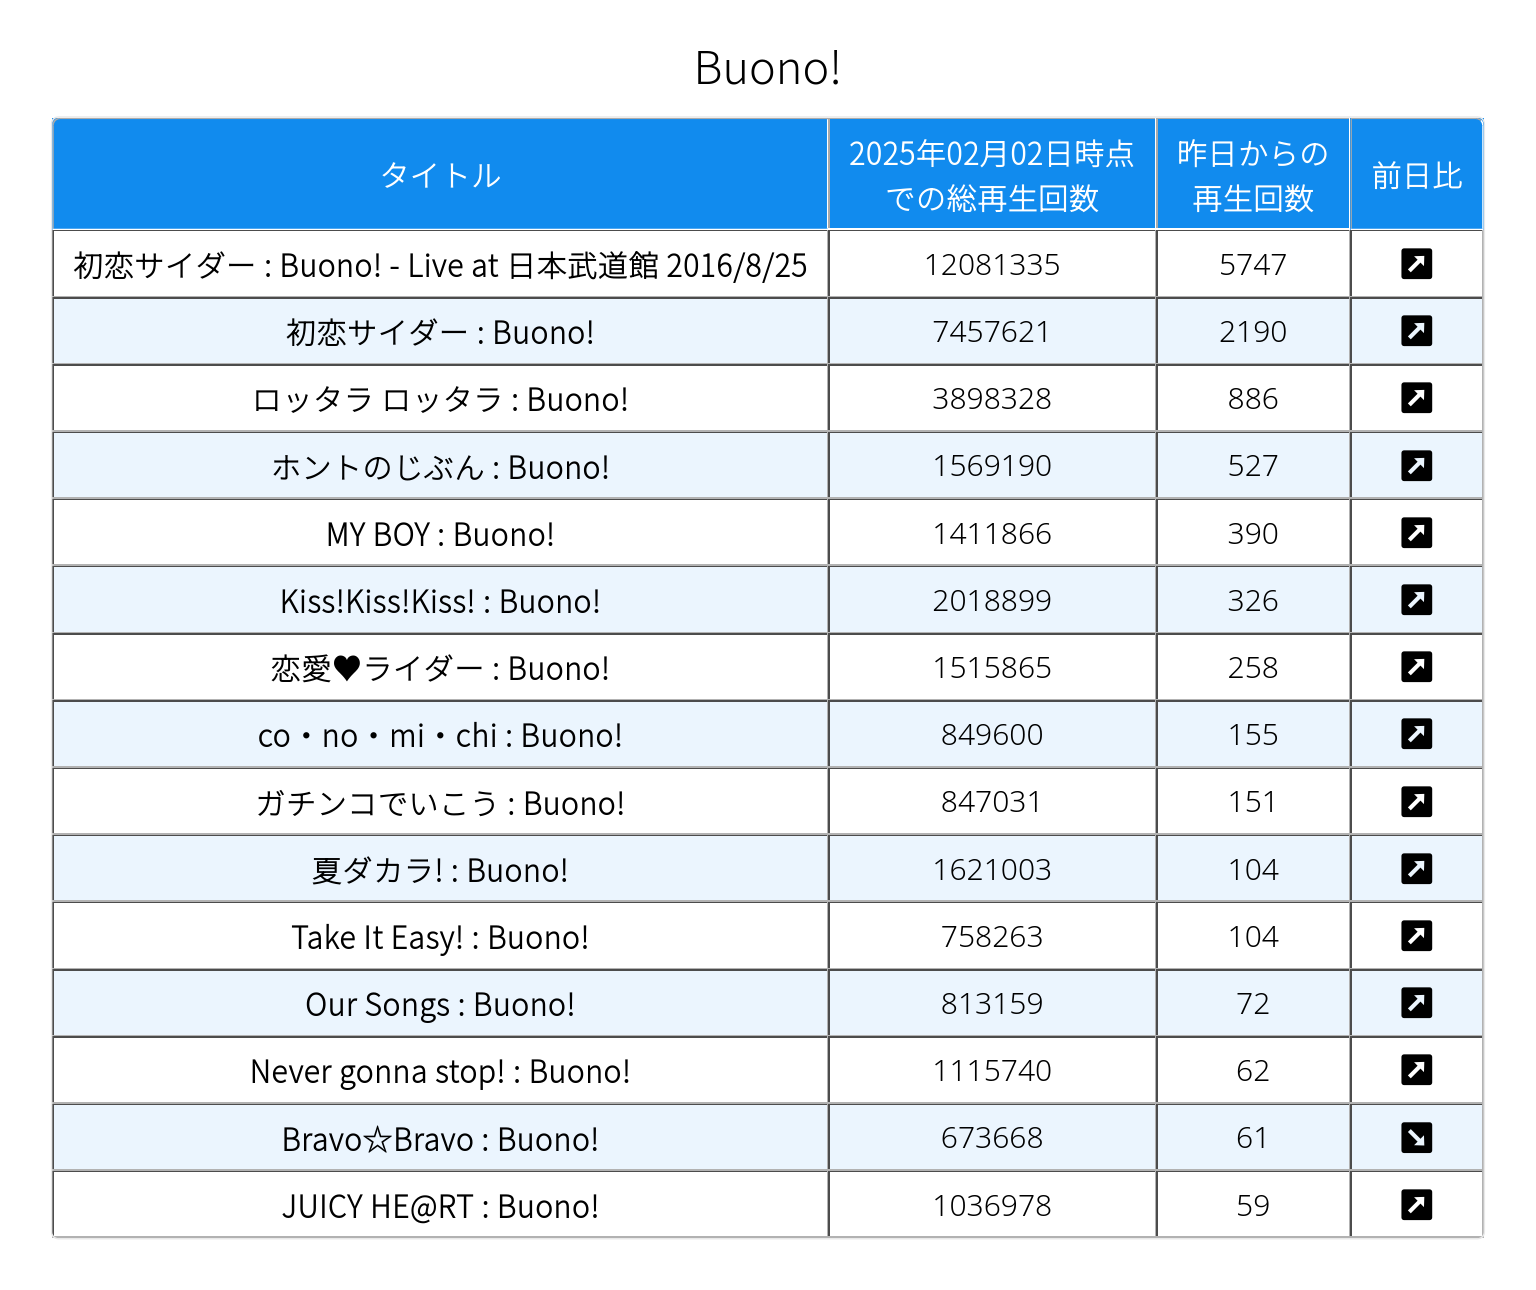 Buono!
タイトル
2025年02月02日時点
での総再生回数
昨日からの
再生回数
前日比
初恋サイダー : Buono! - Live at 日本武道館 2016/8/25 12081335 5747
初恋サイダー : Buono! 7457621 2190
ロッタラ ロッタラ : Buono! 3898328 886
ホントのじぶん : Buono! 1569190 527
MY BOY : Buono! 1411866 390
Kiss!Kiss!Kiss! : Buono! 2018899 326
恋愛♥ライダー : Buono! 1515865 258
co・no・mi・chi : Buono! 849600 155
ガチンコでいこう : Buono! 847031 151
夏ダカラ! : Buono! 1621003 104
Take It Easy! : Buono! 758263 104
Our Songs : Buono! 813159 72
Never gonna stop! : Buono! 1115740 62
Bravo☆Bravo : Buono! 673668 61
JUICY HE@RT : Buono! 1036978 59